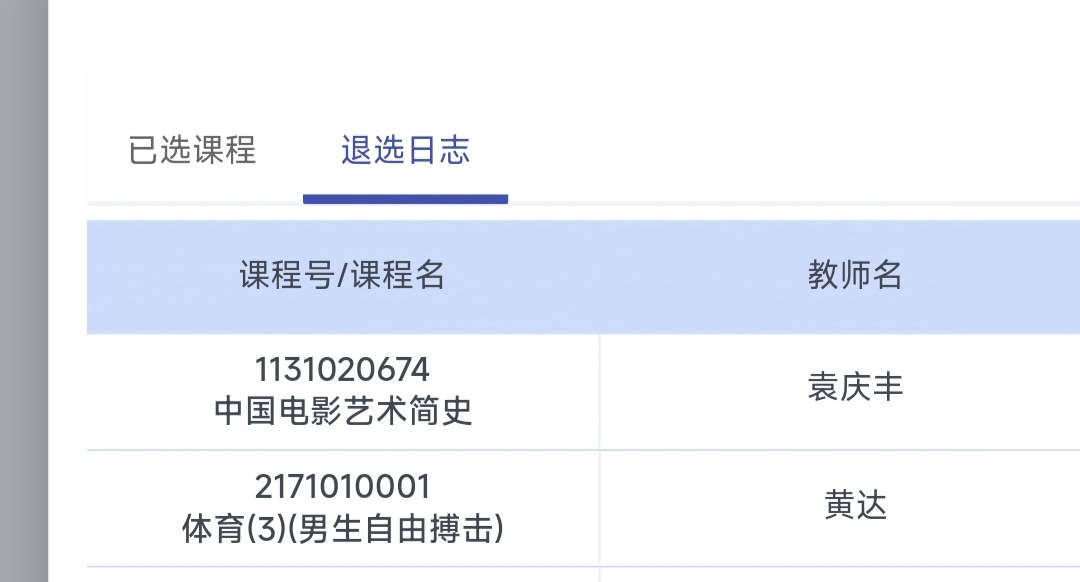 已选课程 退选日志
课程号/课程名 教师名
1131020674
中国电影艺术简史
袁庆丰
2171010001
体育(3)(男生自由搏击)
黄达